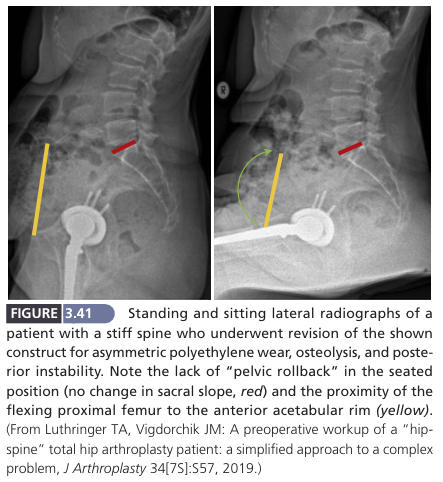 FIGURE 3.41 Standing and sitting lateral radiographs of a
patient with a stiff spine who underwent revision of the shown
construct for asymmetric polyethylene wear, osteolysis, and poste-
rior instability. Note the lack of “pelvic rollback” in the seated
position (no change in sacral slope, red) and the proximity of the
flexing proximal femur to the anterior acetabular rim (yellow).
(From Luthringer TA, Vigdorchik JM: A preoperative workup of a “hip-
spine” total hip arthroplasty patient: a simplified approach to a complex
problem, J Arthroplasty 34[7S]:S57, 2019.)